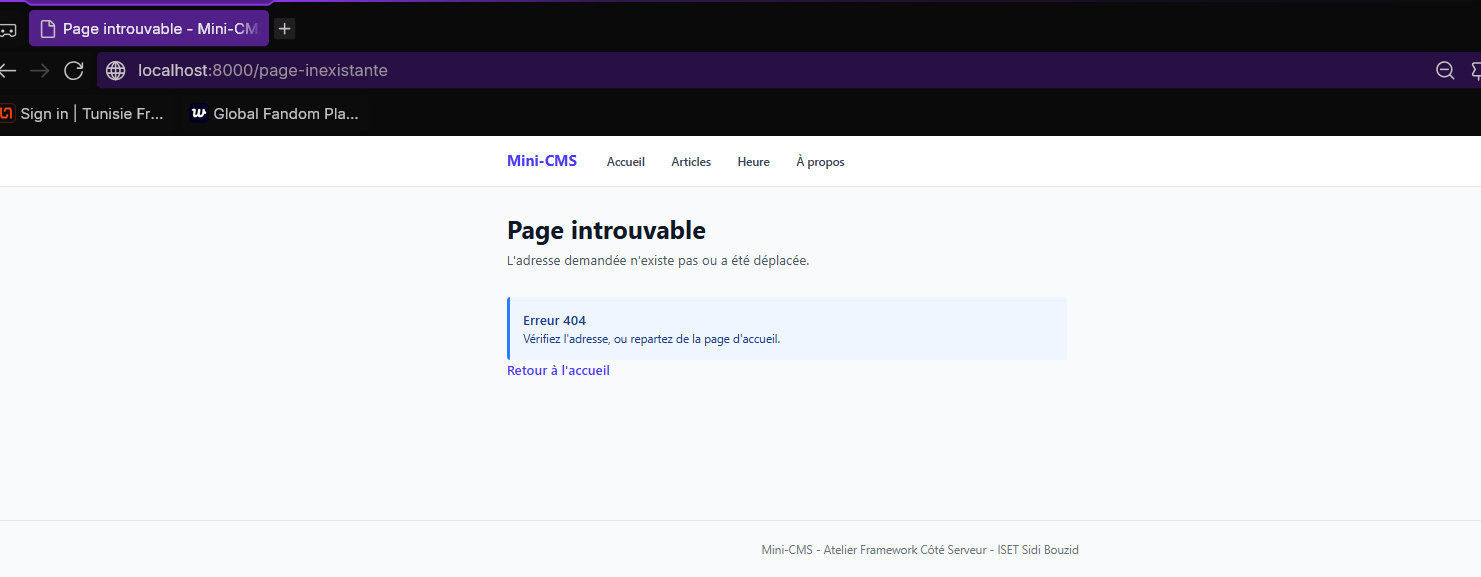 Page introuvable - Mini-CM
localhost:8000/page-inexistante
Sign in | Tunisie Fr... Global Fandom Pla...
Mini-CMS Accueil Articles Heure À propos
Page introuvable
L'adresse demandée n'existe pas ou a été déplacée.
Erreur 404
Vérifiez l'adresse, ou repartez de la page d'accueil.
Retour à l'accueil
Mini-CMS - Atelier Framework Côté Serveur - ISET Sidi Bouzid